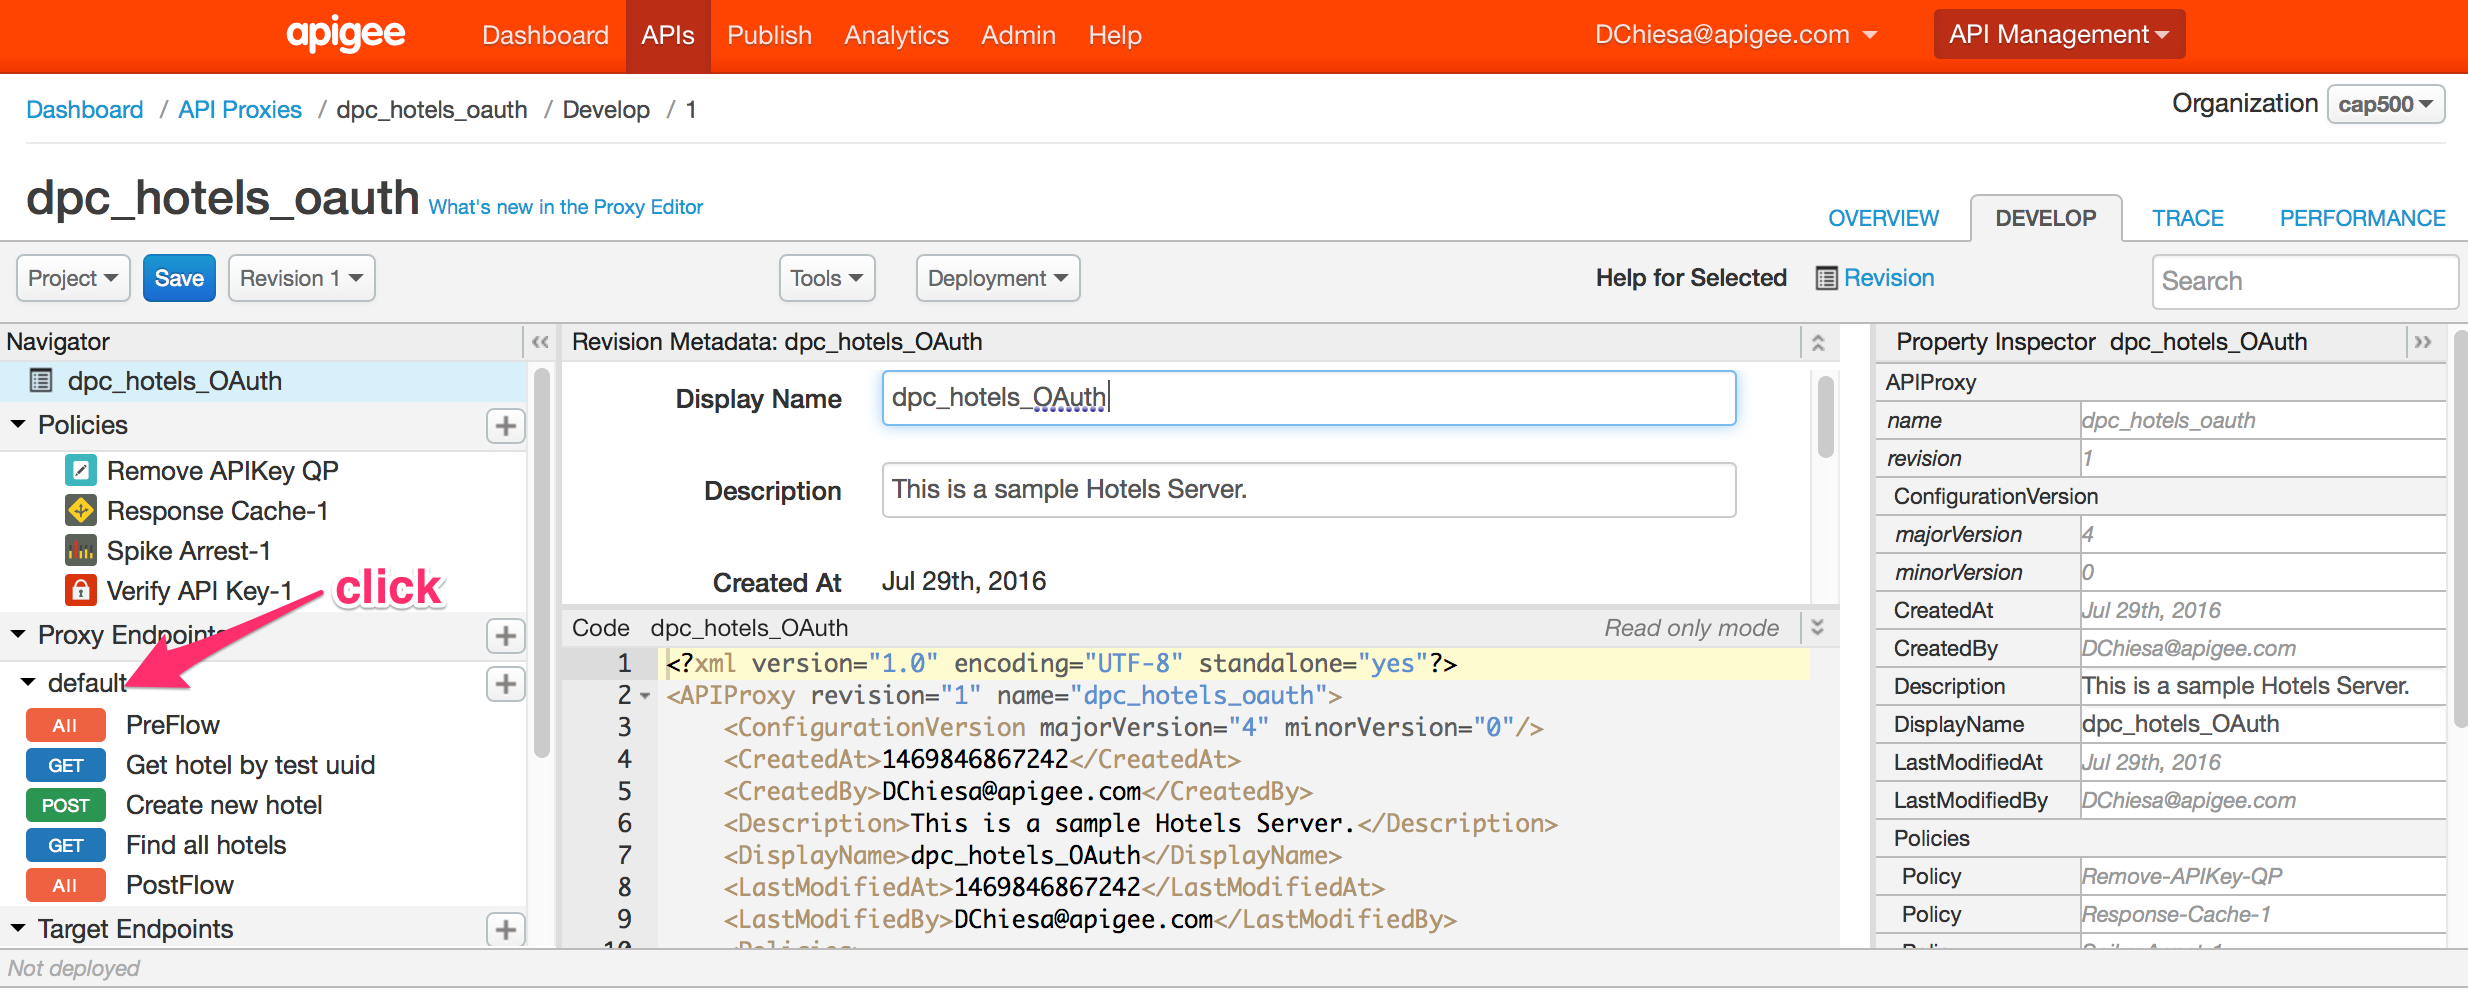 apigee Dashboard APIs Publish Analytics Admin Help DChiesa@apigee.com API Management
Dashboard / API Proxies / dpc_hotels_oauth / Develop / 1
Organization cap500
dpc_hotels_oauth What's new in the Proxy Editor
OVERVIEW DEVELOP TRACE PERFORMANCE
Project Save Revision 1 Tools Deployment Help for Selected Revision Search
Navigator
dpc_hotels_OAuth
Policies
Remove APIKey QP
Response Cache-1
Spike Arrest-1
Verify API Key-1
click
Proxy Endpoints
default
All PreFlow
GET Get hotel by test uuid
POST Create new hotel
GET Find all hotels
All PostFlow
Target Endpoints
Revision Metadata: dpc_hotels_OAuth
Display Name dpc_hotels_OAuth
Description This is a sample Hotels Server.
Created At Jul 29th, 2016
Code dpc_hotels_OAuth Read only mode
1 <?xml version="1.0" encoding="UTF-8" standalone="yes"?>
2 <APIProxy revision="1" name="dpc_hotels_oauth">
3 <ConfigurationVersion majorVersion="4" minorVersion="0"/>
4 <CreatedAt>1469846867242</CreatedAt>
5 <CreatedBy>DChiesa@apigee.com</CreatedBy>
6 <Description>This is a sample Hotels Server.</Description>
7 <DisplayName>dpc_hotels_OAuth</DisplayName>
8 <LastModifiedAt>1469846867242</LastModifiedAt>
9 <LastModifiedBy>DChiesa@apigee.com</LastModifiedBy>
10 <Policies>
Property Inspector dpc_hotels_OAuth
APIProxy
name dpc_hotels_oauth
revision 1
ConfigurationVersion
majorVersion 4
minorVersion 0
CreatedAt Jul 29th, 2016
CreatedBy DChiesa@apigee.com
Description This is a sample Hotels Server.
DisplayName dpc_hotels_OAuth
LastModifiedAt Jul 29th, 2016
LastModifiedBy DChiesa@apigee.com
Policies
Policy Remove-APIKey-QP
Policy Response-Cache-1
Policy Spike-Arrest-1
Not deployed